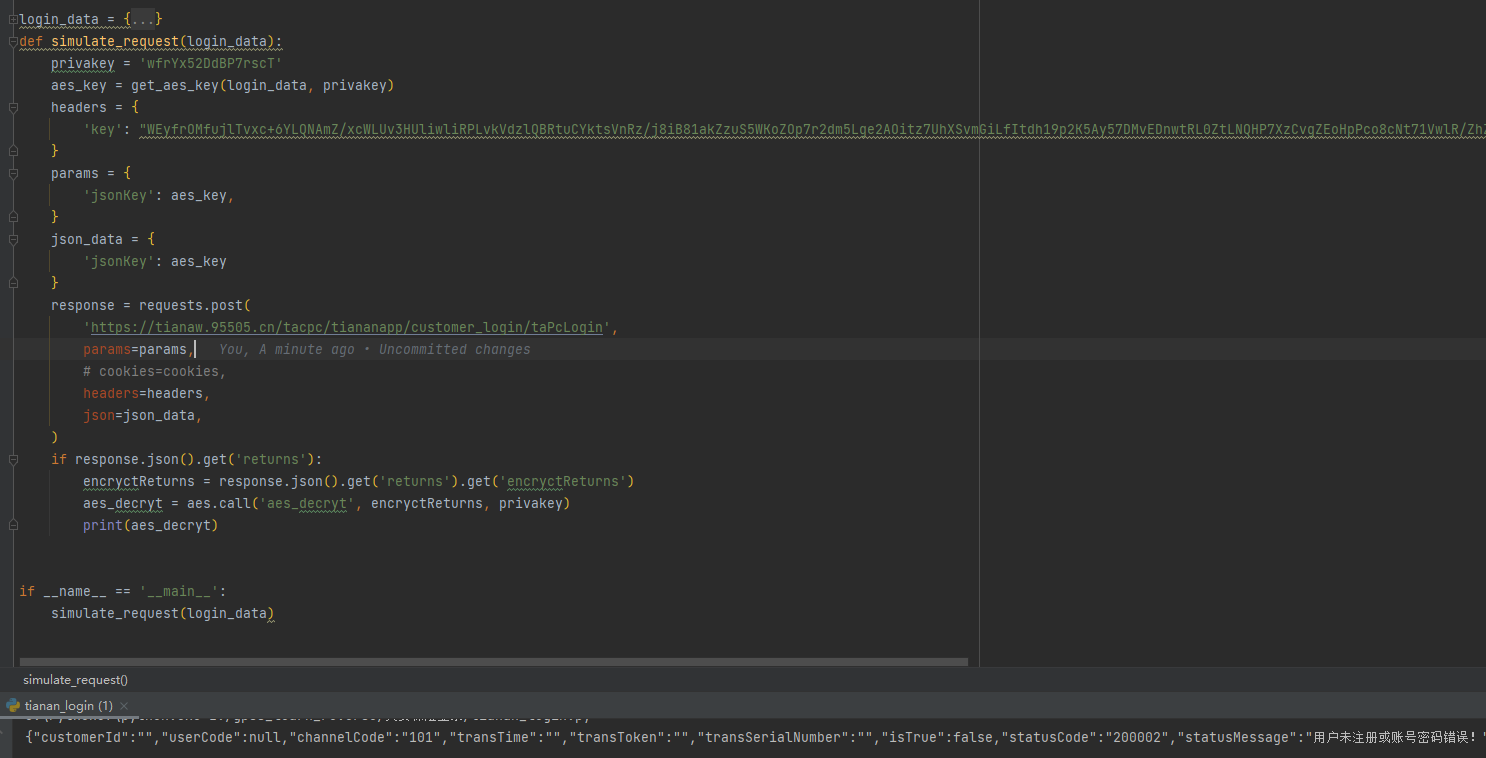 login_data = {...}
def simulate_request(login_data):
privakey = 'wfrYx52DdBP7rscT'
aes_key = get_aes_key(login_data, privakey)
headers = {
'key': "WEyfrOMfujlTvxc+6YLQNAmZ/xcWLUv3HUliwliRPLvkVdzlQBRtuCYktsVnRz/j8iB81akZzuS5WKoZOp7r2dm5Lge2AOitz7UhXSvmGiLfItdh19p2K5Ay57DMvEDnwtRL0ZtLNQHP7XzCvgZEoHpPco8cNt71VwlR/Zh
}
params = {
'jsonKey': aes_key,
}
json_data = {
'jsonKey': aes_key
}
response = requests.post(
'https://tianaw.95505.cn/tacpc/tiananapp/customer_login/taPcLogin',
params=params, You, A minute ago • Uncommitted changes
# cookies=cookies,
headers=headers,
json=json_data,
)
if response.json().get('returns'):
encryctReturns = response.json().get('returns').get('encryctReturns')
aes_decryt = aes.call('aes_decryt', encryctReturns, privakey)
print(aes_decryt)
if __name__ == '__main__':
simulate_request(login_data)
simulate_request()
tianan_login (1) ×
{"customerId":"","userCode":null,"channelCode":"101","transTime":"","transToken":"","transSerialNumber":"","isTrue":false,"statusCode":"200002","statusMessage":"用户未注册或账号密码错误!"